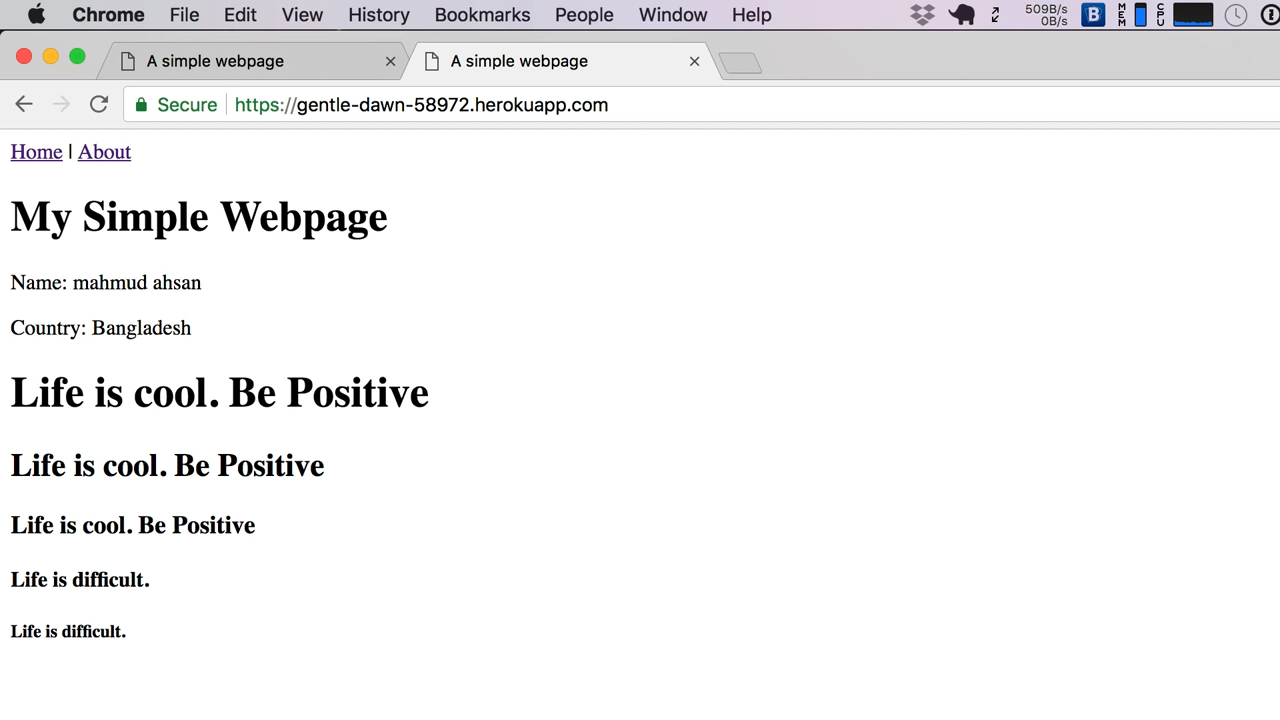 Chrome File Edit View History Bookmarks People Window Help 509B/s 0B/s B MEM CPU
A simple webpage A simple webpage
Secure https://gentle-dawn-58972.herokuapp.com
Home | About
My Simple Webpage
Name: mahmud ahsan
Country: Bangladesh
Life is cool. Be Positive
Life is cool. Be Positive
Life is cool. Be Positive
Life is difficult.
Life is difficult.